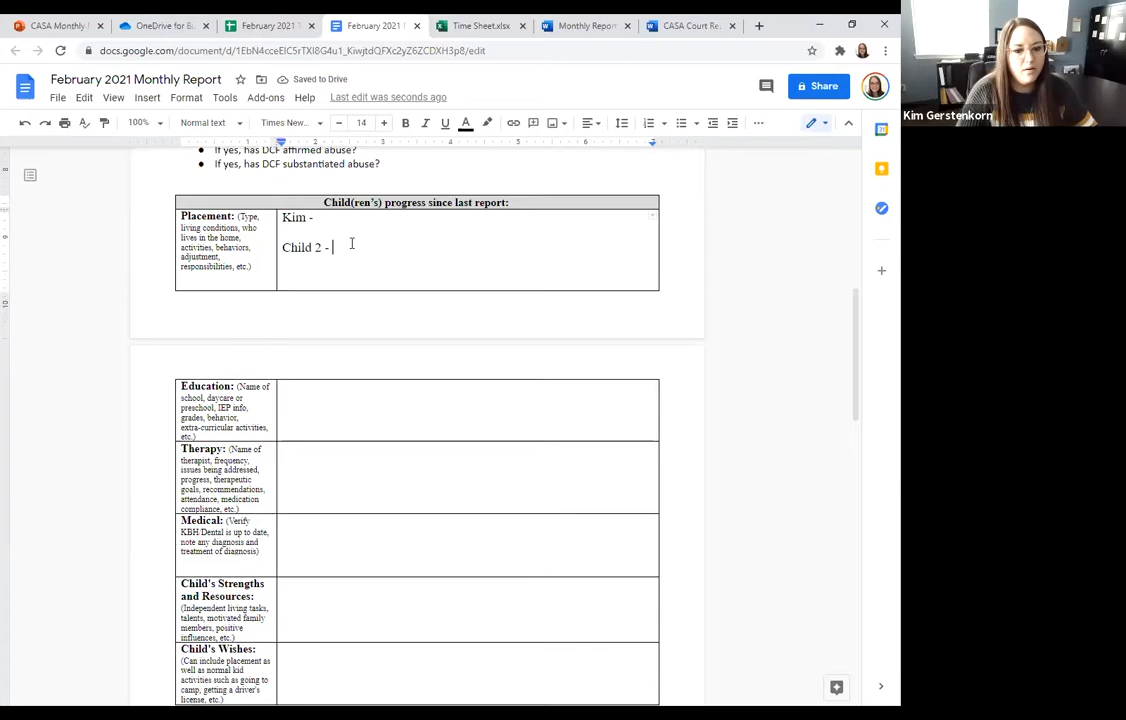 CASA Monthly
OneDrive for B
February 2021 T
February 2021
Time Sheet.xlsx
Monthly Repor
CASA Court Re
docs.google.com/document/d/1EbN4cceElC5rTXl8G4u1_KiwjtdQFXc2yZ6ZCDXH3p8/edit
February 2021 Monthly Report
Saved to Drive
File Edit View Insert Format Tools Add-ons Help Last edit was seconds ago
Share
100% Normal text Times New... 14
Kim Gerstenkorn
1 2 3 4 5 6
If yes, has DCF affirmed abuse?
If yes, has DCF substantiated abuse?
Child(ren's) progress since last report:
Placement: (Type,
living conditions, who
lives in the home,
activities, behaviors,
adjustment,
responsibilities, etc.)
Kim -
Child 2 -
Education: (Name of
school, daycare or
preschool, IEP info,
grades, behavior,
extra-curricular activities,
etc.)
Therapy: (Name of
therapist, frequency,
issues being addressed,
progress, therapeutic
goals, recommendations,
attendance, medication
compliance, etc.)
Medical: (Verify
KBH/Dental is up to date,
note any diagnosis and
treatment of diagnosis)
Child's Strengths
and Resources:
(Independent living tasks,
talents, motivated family
members, positive
influences, etc.)
Child's Wishes:
(Can include placement as
well as normal kid
activities such as going to
camp, getting a driver's
license, etc.)